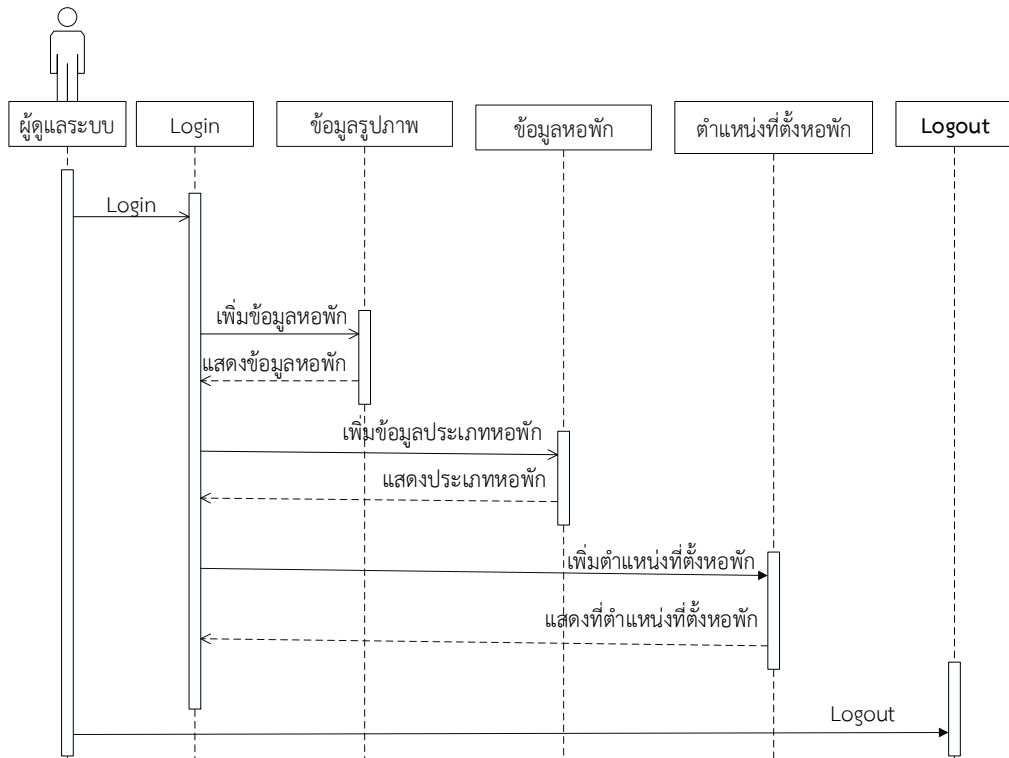 ผู้ดูแลระบบ
Login
ข้อมูลรูปภาพ
ข้อมูลหอพัก
ตำแหน่งที่ตั้งหอพัก
Logout
Login
เพิ่มข้อมูลหอพัก
แสดงข้อมูลหอพัก
เพิ่มข้อมูลประเภทหอพัก
แสดงประเภทหอพัก
เพิ่มตำแหน่งที่ตั้งหอพัก
แสดงที่ตำแหน่งที่ตั้งหอพัก
Logout